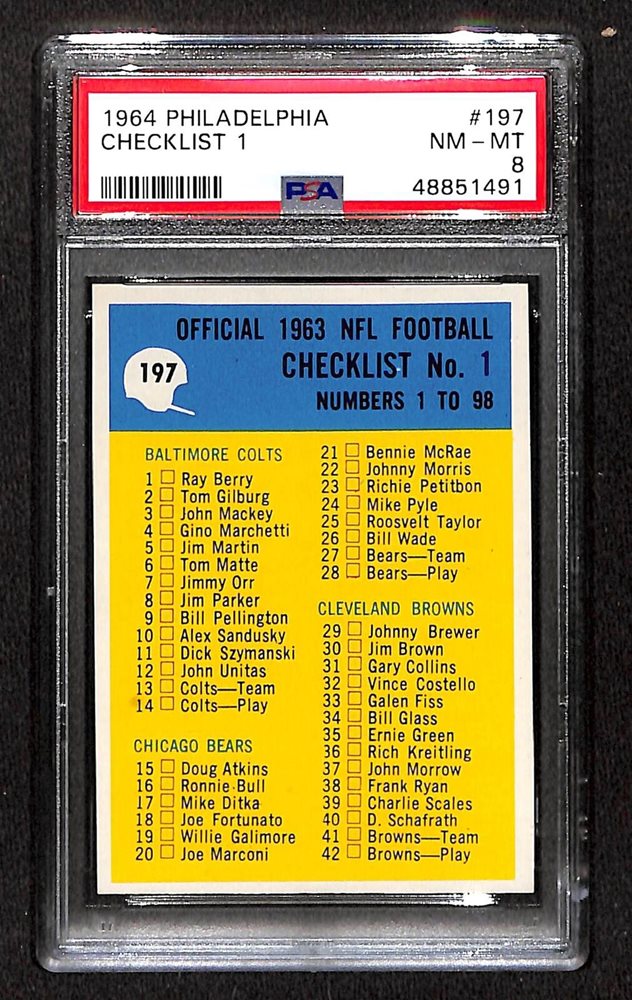 1964 PHILADELPHIA
CHECKLIST 1
#197
NM - MT
8
48851491
PSA
OFFICIAL 1963 NFL FOOTBALL
CHECKLIST No. 1
NUMBERS 1 TO 98
197
BALTIMORE COLTS
1 Ray Berry
2 Tom Gilburg
3 John Mackey
4 Gino Marchetti
5 Jim Martin
6 Tom Matte
7 Jimmy Orr
8 Jim Parker
9 Bill Pellington
10 Alex Sandusky
11 Dick Szymanski
12 John Unitas
13 Colts—Team
14 Colts—Play
CHICAGO BEARS
15 Doug Atkins
16 Ronnie Bull
17 Mike Ditka
18 Joe Fortunato
19 Willie Galimore
20 Joe Marconi
21 Bennie McRae
22 Johnny Morris
23 Richie Petitbon
24 Mike Pyle
25 Roosvelt Taylor
26 Bill Wade
27 Bears—Team
28 Bears—Play
CLEVELAND BROWNS
29 Johnny Brewer
30 Jim Brown
31 Gary Collins
32 Vince Costello
33 Galen Fiss
34 Bill Glass
35 Ernie Green
36 Rich Kreitling
37 John Morrow
38 Frank Ryan
39 Charlie Scales
40 D. Schafrath
41 Browns—Team
42 Browns—Play